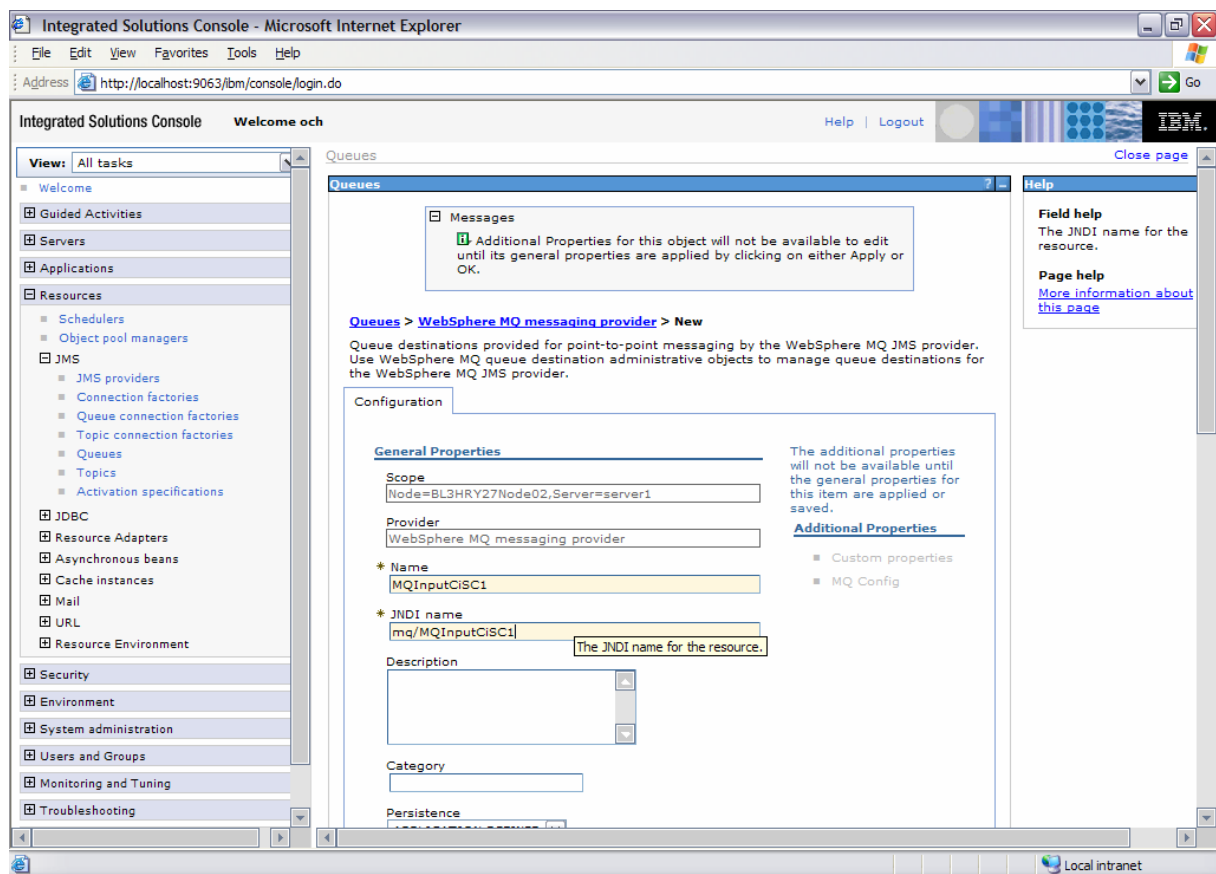 Integrated Solutions Console - Microsoft Internet Explorer
File Edit View Favorites Tools Help
Address http://localhost:9063/ibm/console/login.do Go
Integrated Solutions Console Welcome och Help | Logout IBM.
View: All tasks
Welcome
Guided Activities
Servers
Applications
Resources
Schedulers
Object pool managers
JMS
JMS providers
Connection factories
Queue connection factories
Topic connection factories
Queues
Topics
Activation specifications
JDBC
Resource Adapters
Asynchronous beans
Cache instances
Mail
URL
Resource Environment
Security
Environment
System administration
Users and Groups
Monitoring and Tuning
Troubleshooting
Queues Close page
Queues ? -
Messages
Additional Properties for this object will not be available to edit
until its general properties are applied by clicking on either Apply or
OK.
Queues > WebSphere MQ messaging provider > New
Queue destinations provided for point-to-point messaging by the WebSphere MQ JMS provider.
Use WebSphere MQ queue destination administrative objects to manage queue destinations for
the WebSphere MQ JMS provider.
Configuration
General Properties
Scope
Node=BL3HRY27Node02,Server=server1
Provider
WebSphere MQ messaging provider
* Name
MQInputCiSC1
* JNDI name
mq/MQInputCiSC1
The JNDI name for the resource.
Description
Category
Persistence
The additional properties
will not be available until
the general properties for
this item are applied or
saved.
Additional Properties
Custom properties
MQ Config
Help
Field help
The JNDI name for the
resource.
Page help
More information about
this page
Local intranet